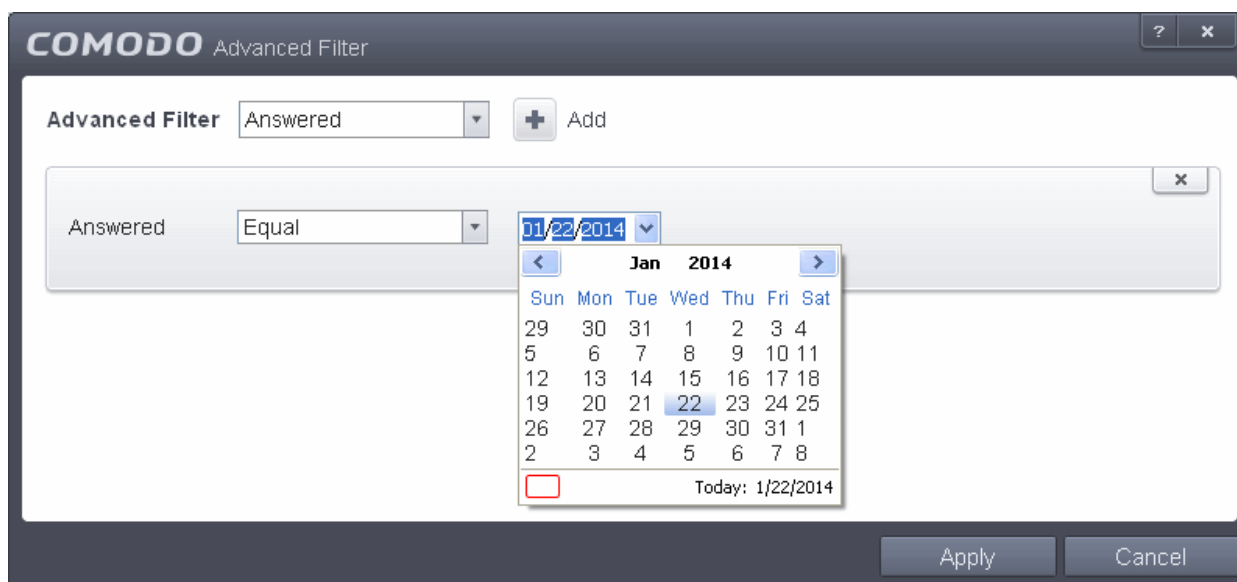 COMODO Advanced Filter ? ×
Advanced Filter Answered + Add
×
Answered Equal 01/22/2014
< Jan 2014 >
Sun Mon Tue Wed Thu Fri Sat
29 30 31 1 2 3 4
5 6 7 8 9 10 11
12 13 14 15 16 17 18
19 20 21 22 23 24 25
26 27 28 29 30 31 1
2 3 4 5 6 7 8
Today: 1/22/2014
Apply Cancel